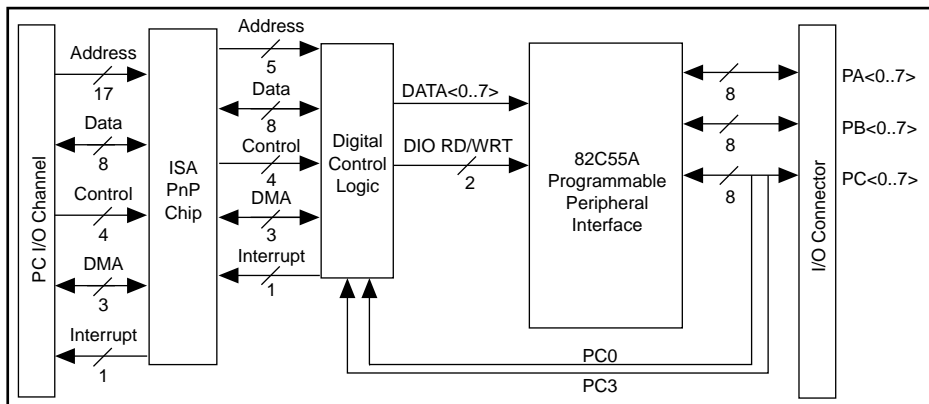 PC I/O Channel
Address
17
Data
8
Control
4
DMA
3
Interrupt
1
ISA
PnP
Chip
Address
5
Data
8
Control
4
DMA
3
Interrupt
1
Digital
Control
Logic
DATA<0..7>
DIO RD/WRT
2
82C55A
Programmable
Peripheral
Interface
8
8
8
PC0
PC3
I/O Connector
PA<0..7>
PB<0..7>
PC<0..7>